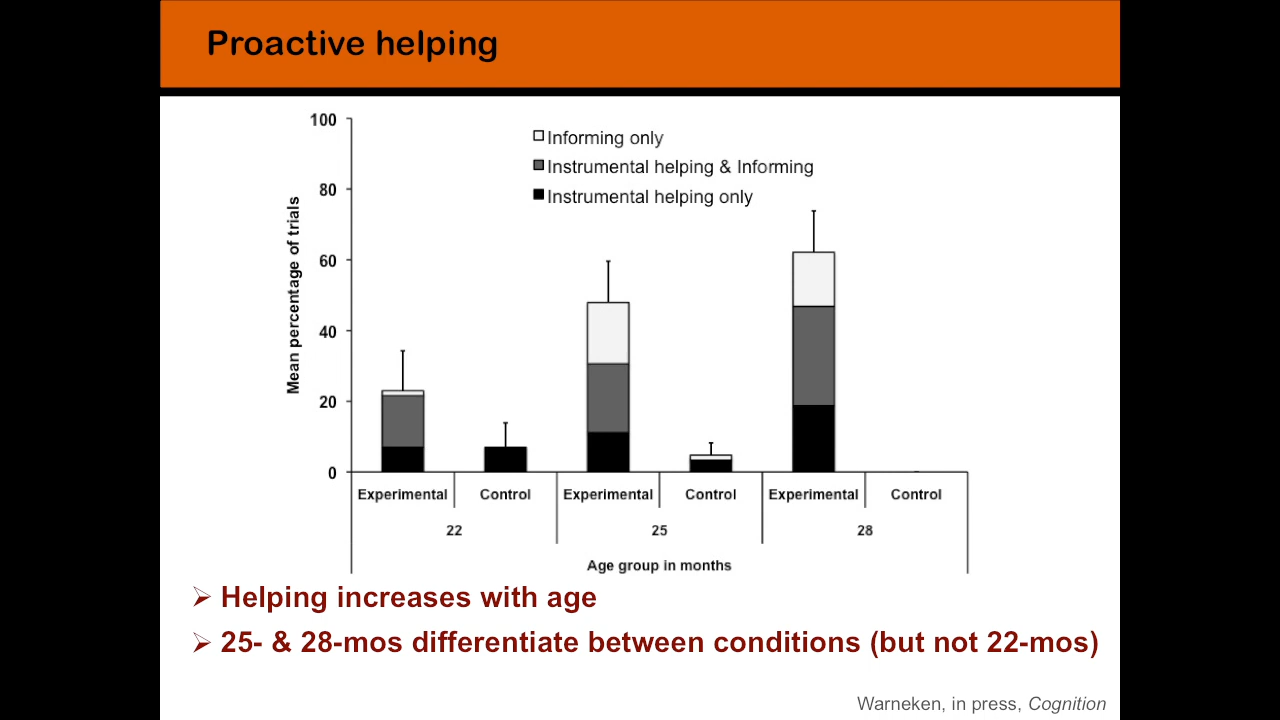 Proactive helping
100
80
60
40
20
0
Mean percentage of trials
Informing only
Instrumental helping & Informing
Instrumental helping only
Experimental Control Experimental Control Experimental Control
22 25 28
Age group in months
➢ Helping increases with age
➢ 25- & 28-mos differentiate between conditions (but not 22-mos)
Warneken, in press, Cognition